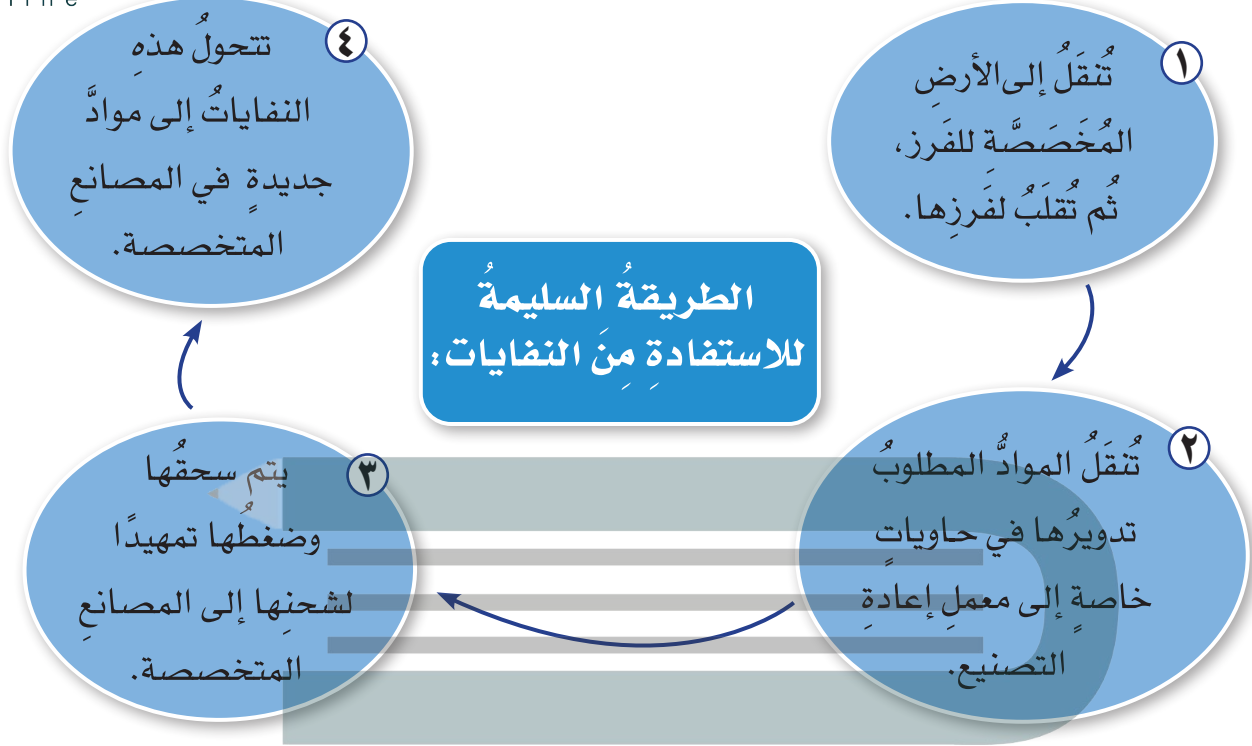 الطريقةُ السليمةُ
للاستفادةِ مِنَ النفايات:
١
تُنقَلُ إلى الأرضِ
المُخَصَصَّةِ للفَرز،
ثُم تُقلَبُ لفَرزِها.
٢
تُنقَلُ الموادُّ المطلوبُ
تدويرُها في حاوياتٍ
خاصةٍ إلى معملِ إعادةِ
التصنيع.
٣
يتم سحقُها
وضغطُها تمهيدًا
لشحنِها إلى المصانعِ
المتخصصة.
٤
تتحولُ هذهِ
النفاياتُ إلى موادَّ
جديدةٍ في المصانعِ
المتخصصة.